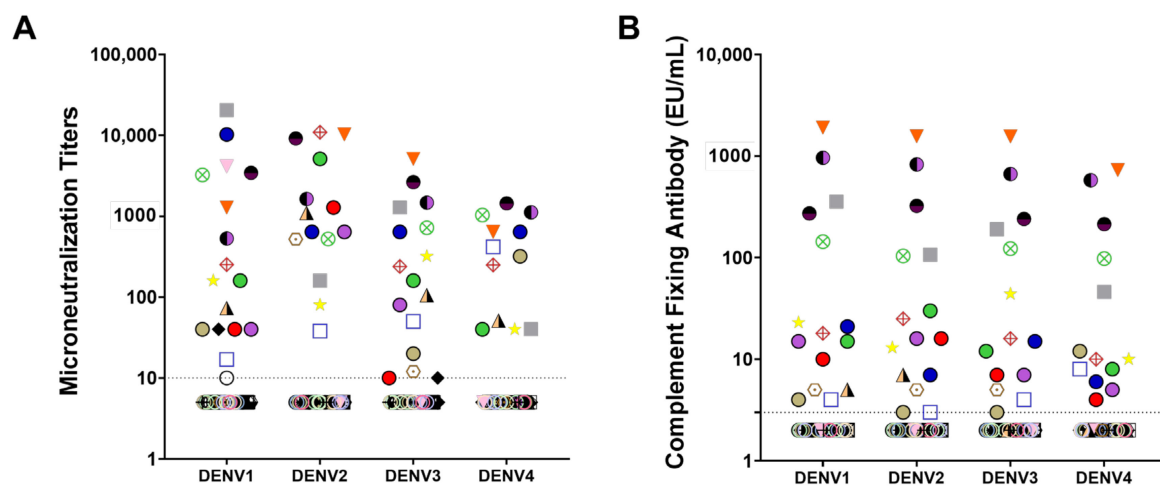 A
B
Microneutralization Titers
100,000
10,000
1000
100
10
1
DENV1 DENV2 DENV3 DENV4
Complement Fixing Antibody (EU/mL)
10,000
1000
100
10
1
DENV1 DENV2 DENV3 DENV4